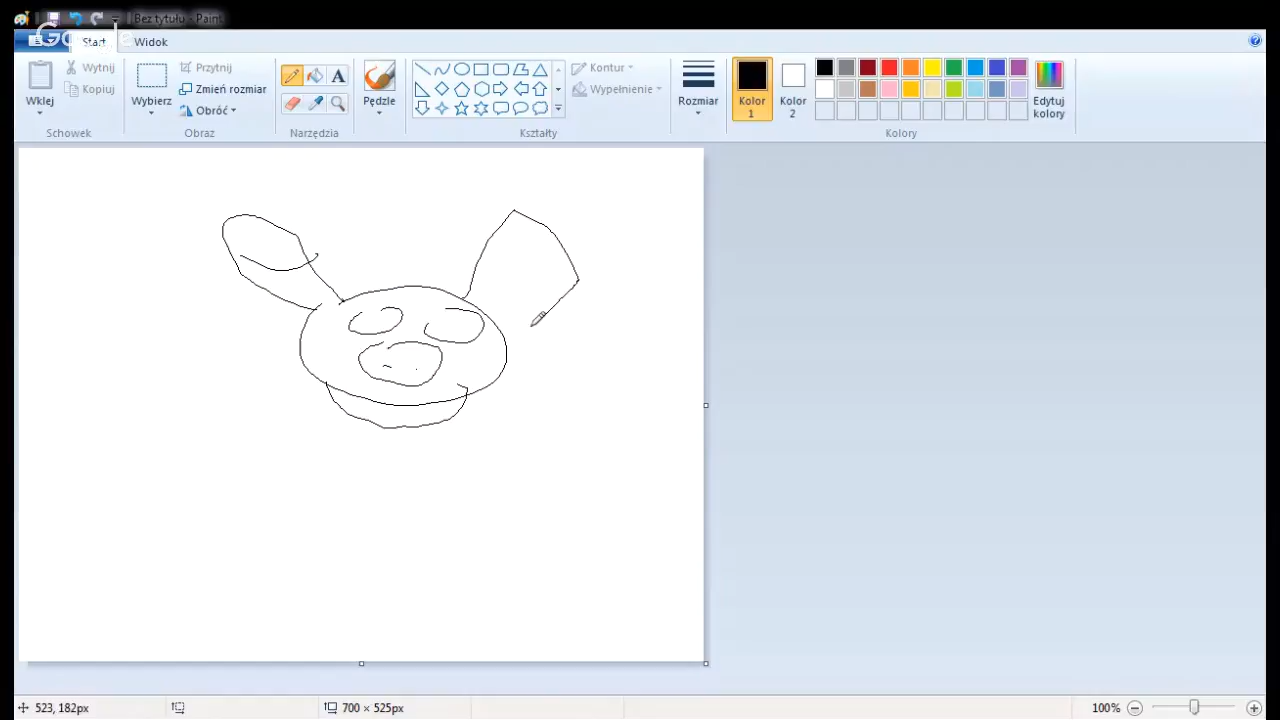 Bez tytułu - Paint
Start
Widok
Wklej
Wytnij
Kopiuj
Schowek
Wybierz
Przytnij
Zmień rozmiar
Obróć
Obraz
A
Narzędzia
Pędzle
Kontur
Wypełnienie
Kształty
Rozmiar
Kolor
1
Kolor
2
Edytuj
kolory
Kolory
523, 182px
700 × 525px
100%